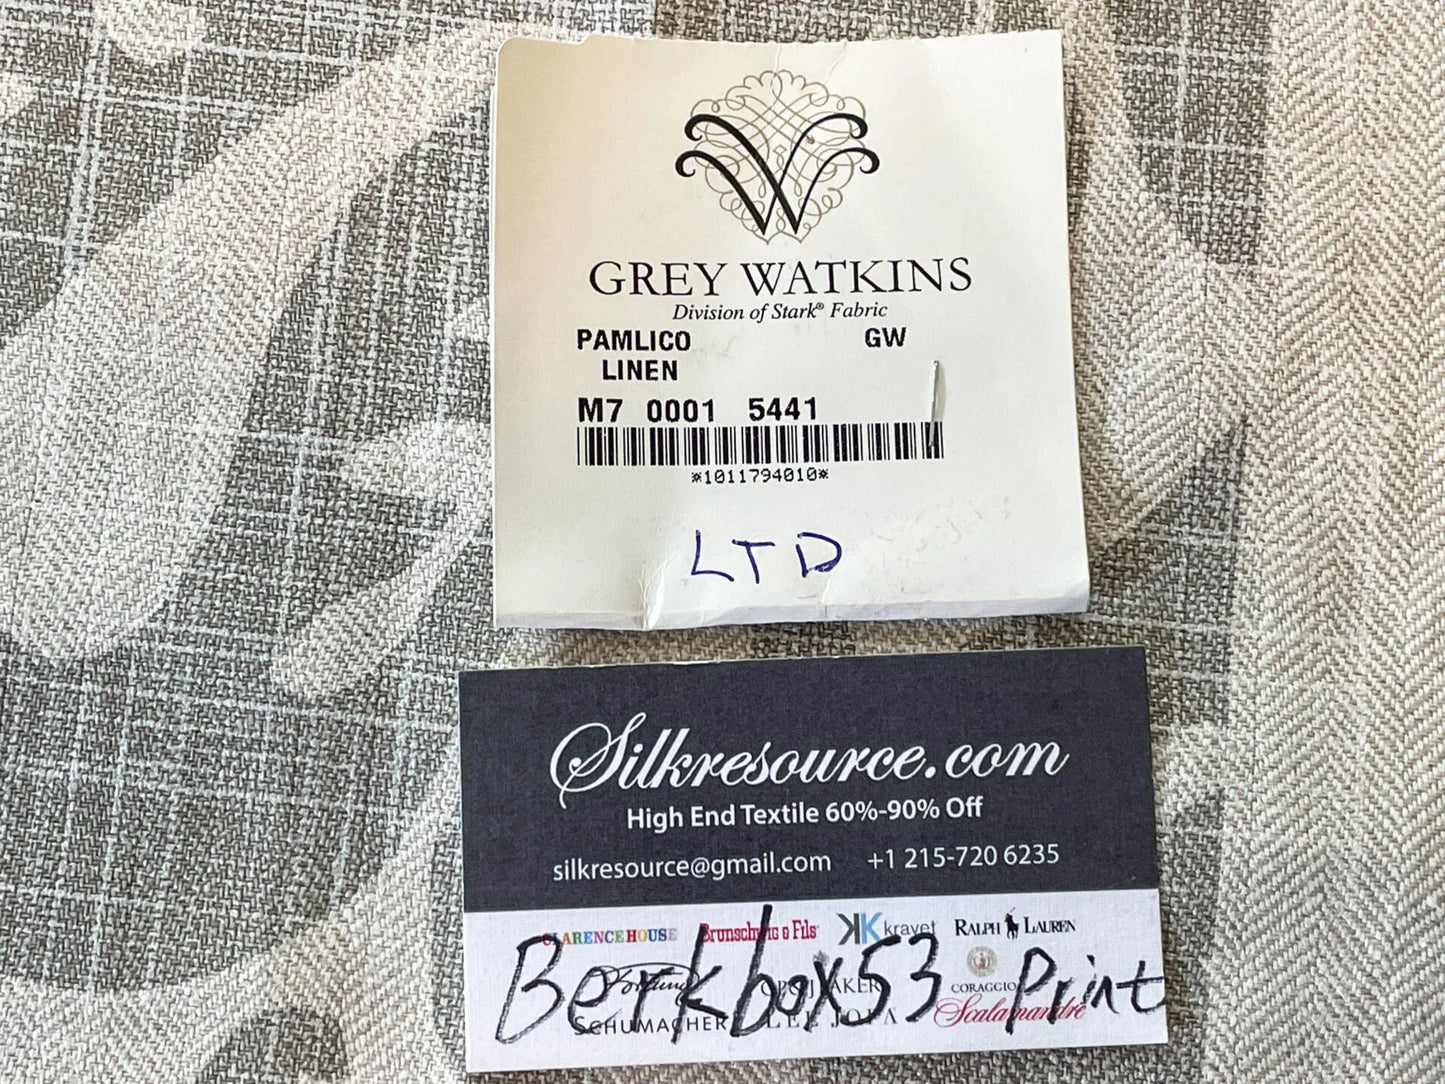 GREY WATKINS
Division of Stark® Fabric
PAMLICO GW
LINEN
M7 0001 5441
*1011794010*
LTD
Silkresource.com
High End Textile 60%-90% Off
silkresource@gmail.com +1 215-720 6235
CLARENCE HOUSE Brunschwig & Fils kravet RALPH LAUREN
Berkbox53 Print
CORAGGIO
SCHUMACHER LEE JOFA Scalamandré